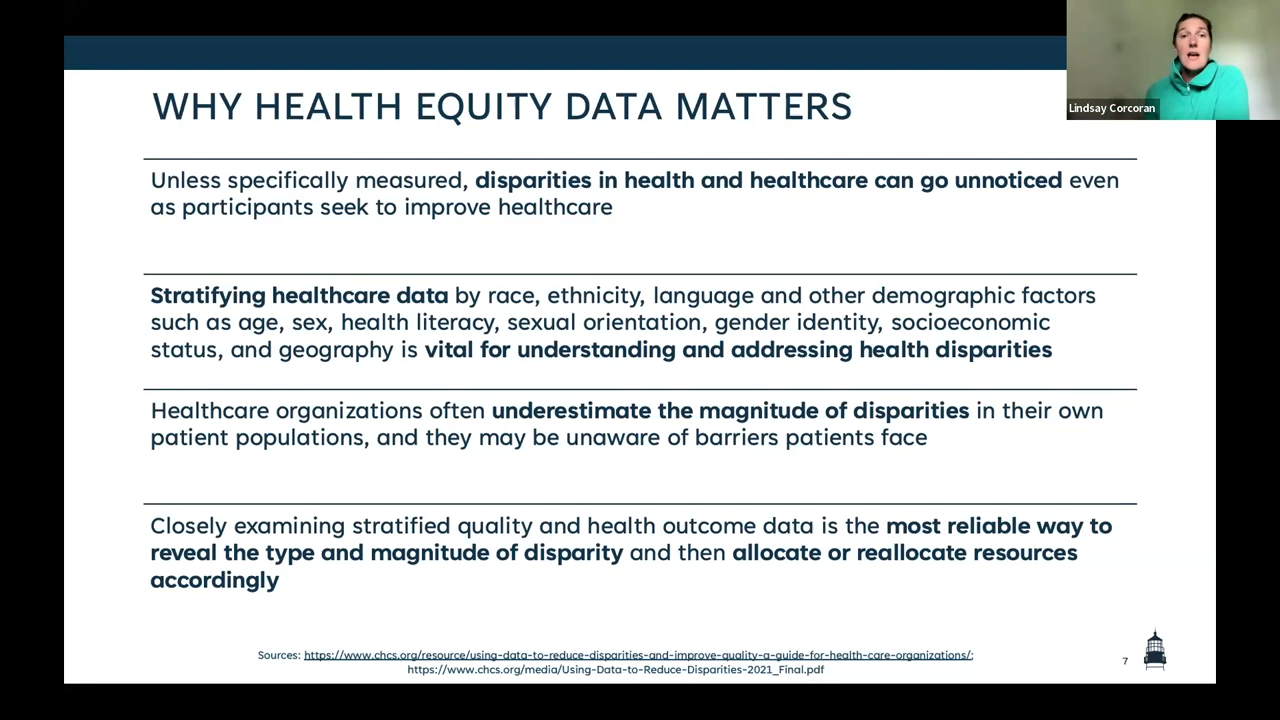 Lindsay Corcoran
WHY HEALTH EQUITY DATA MATTERS
Unless specifically measured, disparities in health and healthcare can go unnoticed even
as participants seek to improve healthcare
Stratifying healthcare data by race, ethnicity, language and other demographic factors
such as age, sex, health literacy, sexual orientation, gender identity, socioeconomic
status, and geography is vital for understanding and addressing health disparities
Healthcare organizations often underestimate the magnitude of disparities in their own
patient populations, and they may be unaware of barriers patients face
Closely examining stratified quality and health outcome data is the most reliable way to
reveal the type and magnitude of disparity and then allocate or reallocate resources
accordingly
Sources: https://www.chcs.org/resource/using-data-to-reduce-disparities-and-improve-quality-a-guide-for-health-care-organizations/;
https://www.chcs.org/media/Using-Data-to-Reduce-Disparities-2021_Final.pdf
7